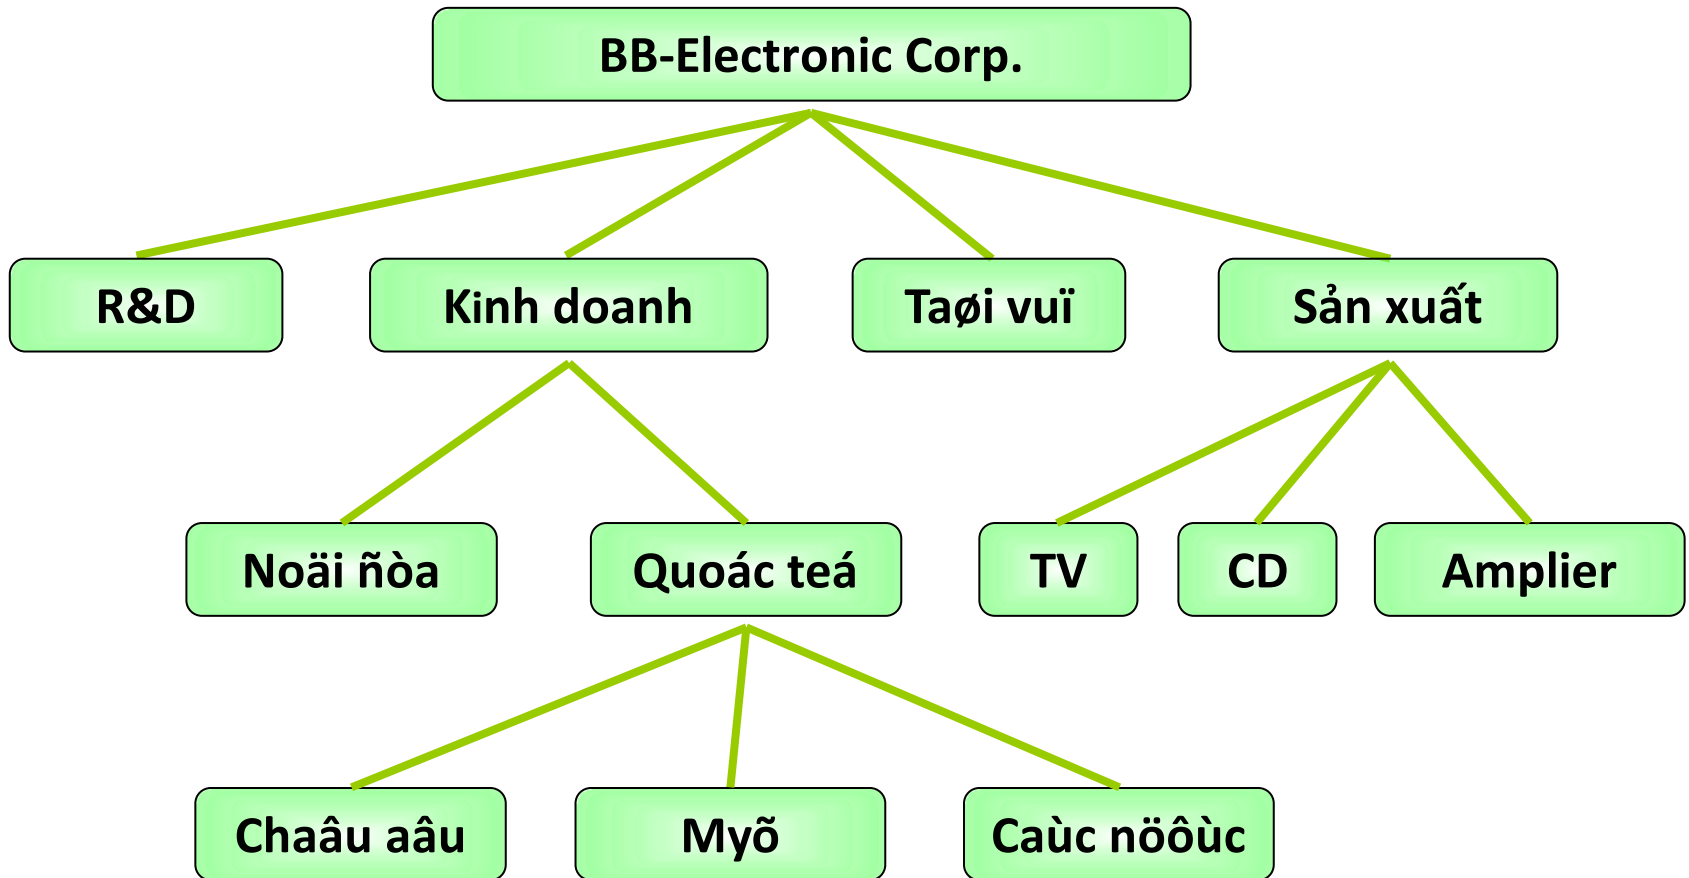 BB-Electronic Corp.
R&D
Kinh doanh
Taøi vuï
Sản xuất
Noäi ñòa
Quoác teá
TV
CD
Amplier
Chaâu aâu
Myõ
Caùc nöôùc